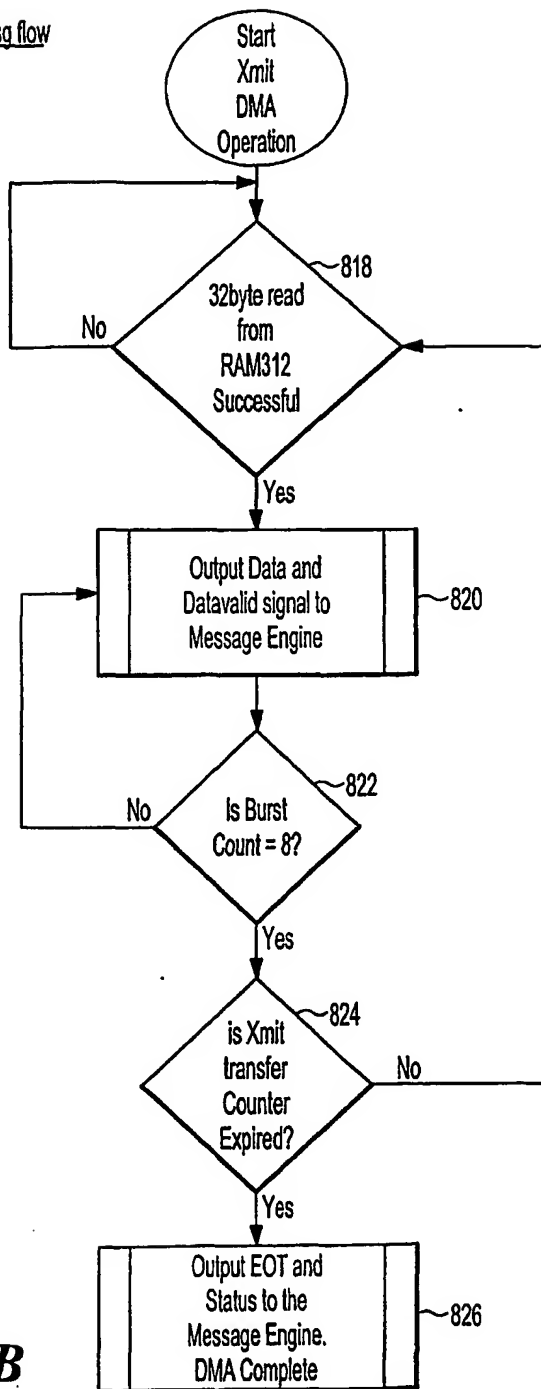 flow
Start
Xmit
DMA
Operation
818
32byte read
from
RAM312
Successful
No
Yes
Output Data and
Datavalid signal to
Message Engine
820
822
No
Is Burst
Count = 8?
Yes
824
is Xmit
transfer
Counter
Expired?
No
Yes
Output EOT and
Status to the
Message Engine.
DMA Complete
826
B